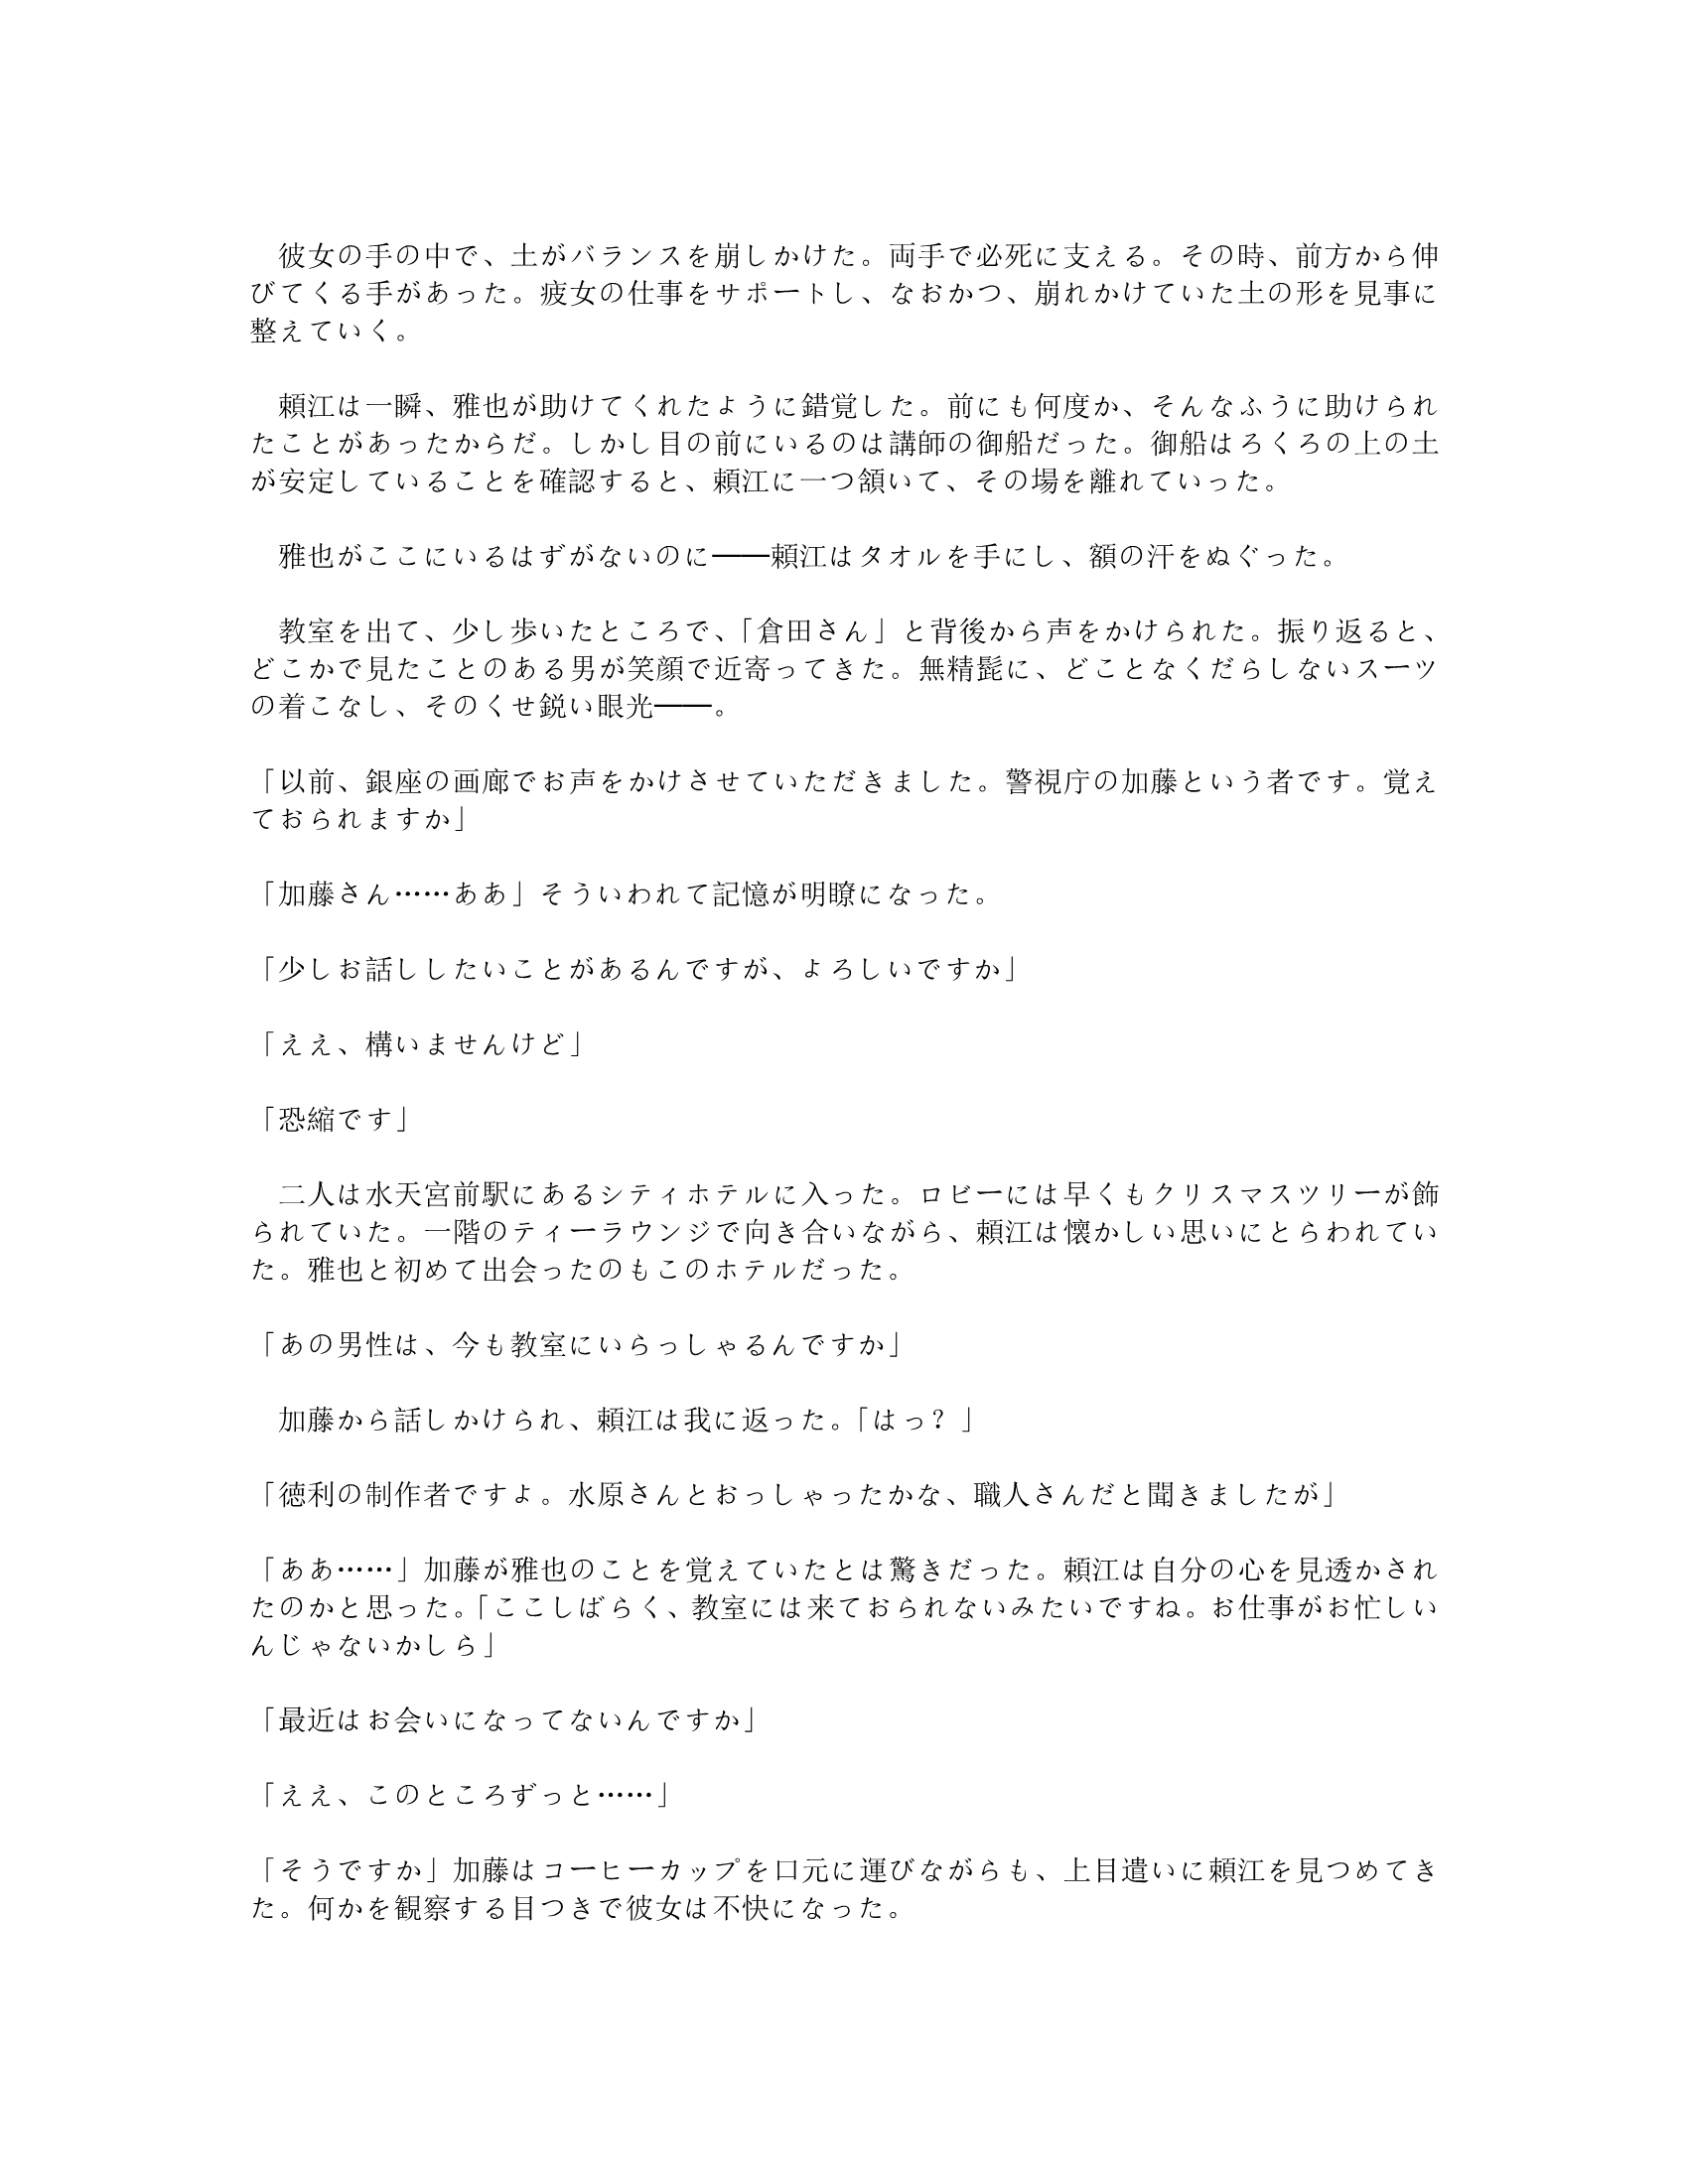 彼女の手の中で、土がバランスを崩しかけた。両手で必死に支える。その時、前方から伸
びてくる手があった。疲女の仕事をサポートし、なおかつ、崩れかけていた土の形を見事に
整えていく。
頼江は一瞬、雅也が助けてくれたように錯覚した。前にも何度か、そんなふうに助けられ
たことがあったからだ。しかし目の前にいるのは講師の御船だった。御船はろくろの上の土
が安定していることを確認すると、頼江に一つ頷いて、その場を離れていった。
雅也がここにいるはずがないのに――頼江はタオルを手にし、額の汗をぬぐった。
教室を出て、少し歩いたところで、「倉田さん」と背後から声をかけられた。振り返ると、
どこかで見たことのある男が笑顔で近寄ってきた。無精髭に、どことなくだらしないスーツ
の着こなし、そのくせ鋭い眼光――。
「以前、銀座の画廊でお声をかけさせていただきました。警視庁の加藤という者です。覚え
ておられますか」
「加藤さん……ああ」そういわれて記憶が明瞭になった。
「少しお話ししたいことがあるんですが、よろしいですか」
「ええ、構いませんけど」
「恐縮です」
二人は水天宮前駅にあるシティホテルに入った。ロビーには早くもクリスマスツリーが飾
られていた。一階のティーラウンジで向き合いながら、頼江は懐かしい思いにとらわれてい
た。雅也と初めて出会ったのもこのホテルだった。
「あの男性は、今も教室にいらっしゃるんですか」
加藤から話しかけられ、頼江は我に返った。「はっ？」
「徳利の制作者ですよ。水原さんとおっしゃったかな、職人さんだと聞きましたが」
「ああ……」加藤が雅也のことを覚えていたとは驚きだった。頼江は自分の心を見透かされ
たのかと思った。「ここしばらく、教室には来ておられないみたいですね。お仕事がお忙しい
んじゃないかしら」
「最近はお会いになってないんですか」
「ええ、このところずっと……」
「そうですか」加藤はコーヒーカップを口元に運びながらも、上目遣いに頼江を見つめてき
た。何かを観察する目つきで彼女は不快になった。